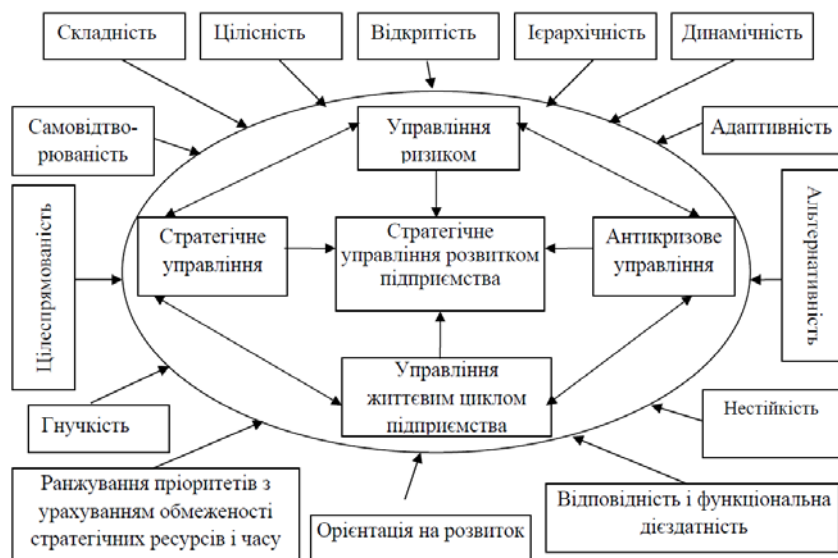 Складність
Цілісність
Відкритість
Ієрархічність
Динамічність
Самовідтво-
рюваність
Управління
ризиком
Адаптивність
Цілеспрямованість
Стратегічне
управління
Стратегічне
управління розвитком
підприємства
Антикризове
управління
Альтернативність
Управління
життєвим циклом
підприємства
Гнучкість
Нестійкість
Ранжування пріоритетів з
урахуванням обмеженості
стратегічних ресурсів і часу
Орієнтація на розвиток
Відповідність і функціональна
дієздатність